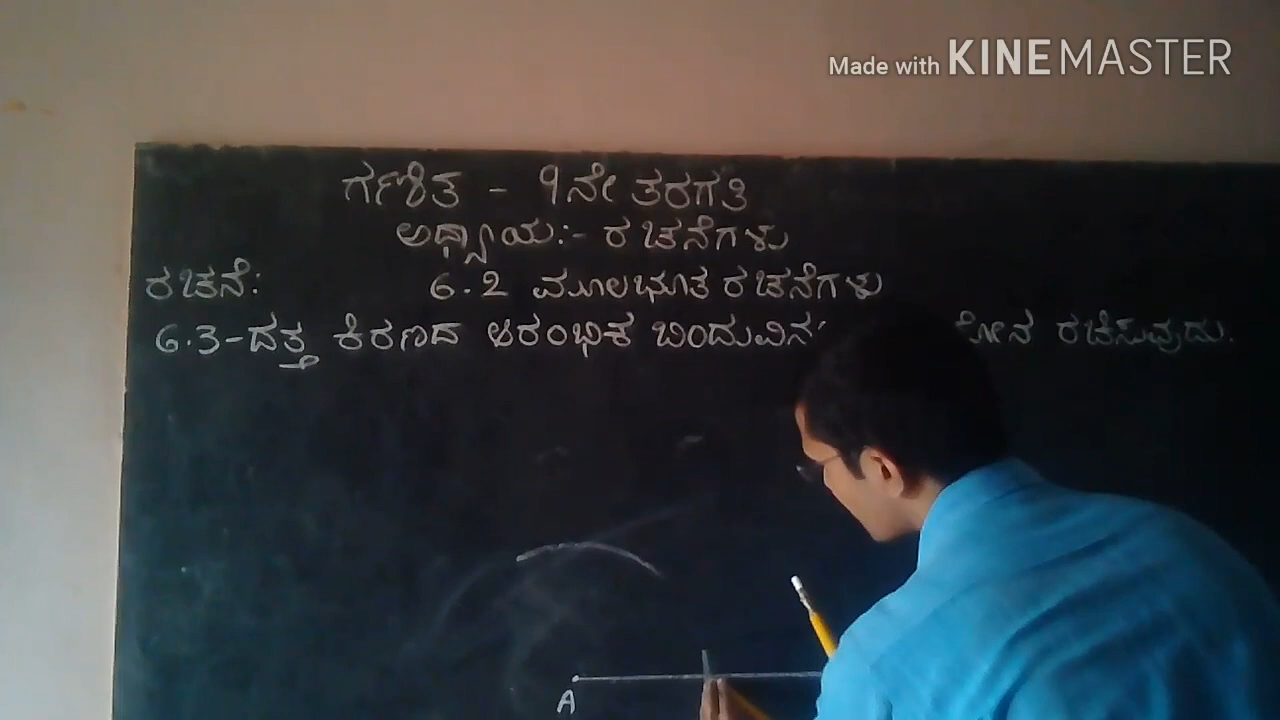 Made with KINEMASTER
ಗಣಿತ - 9ನೇ ತರಗತಿ
ಅಧ್ಯಾಯ:- ರಚನೆಗಳು
ರಚನೆ: 6.2 ಮೂಲಭೂತ ರಚನೆಗಳು
6.3-ದತ್ತ ಕಿರಣದ ಆರಂಭಿಕ ರಚಿಸುವುದು.
A